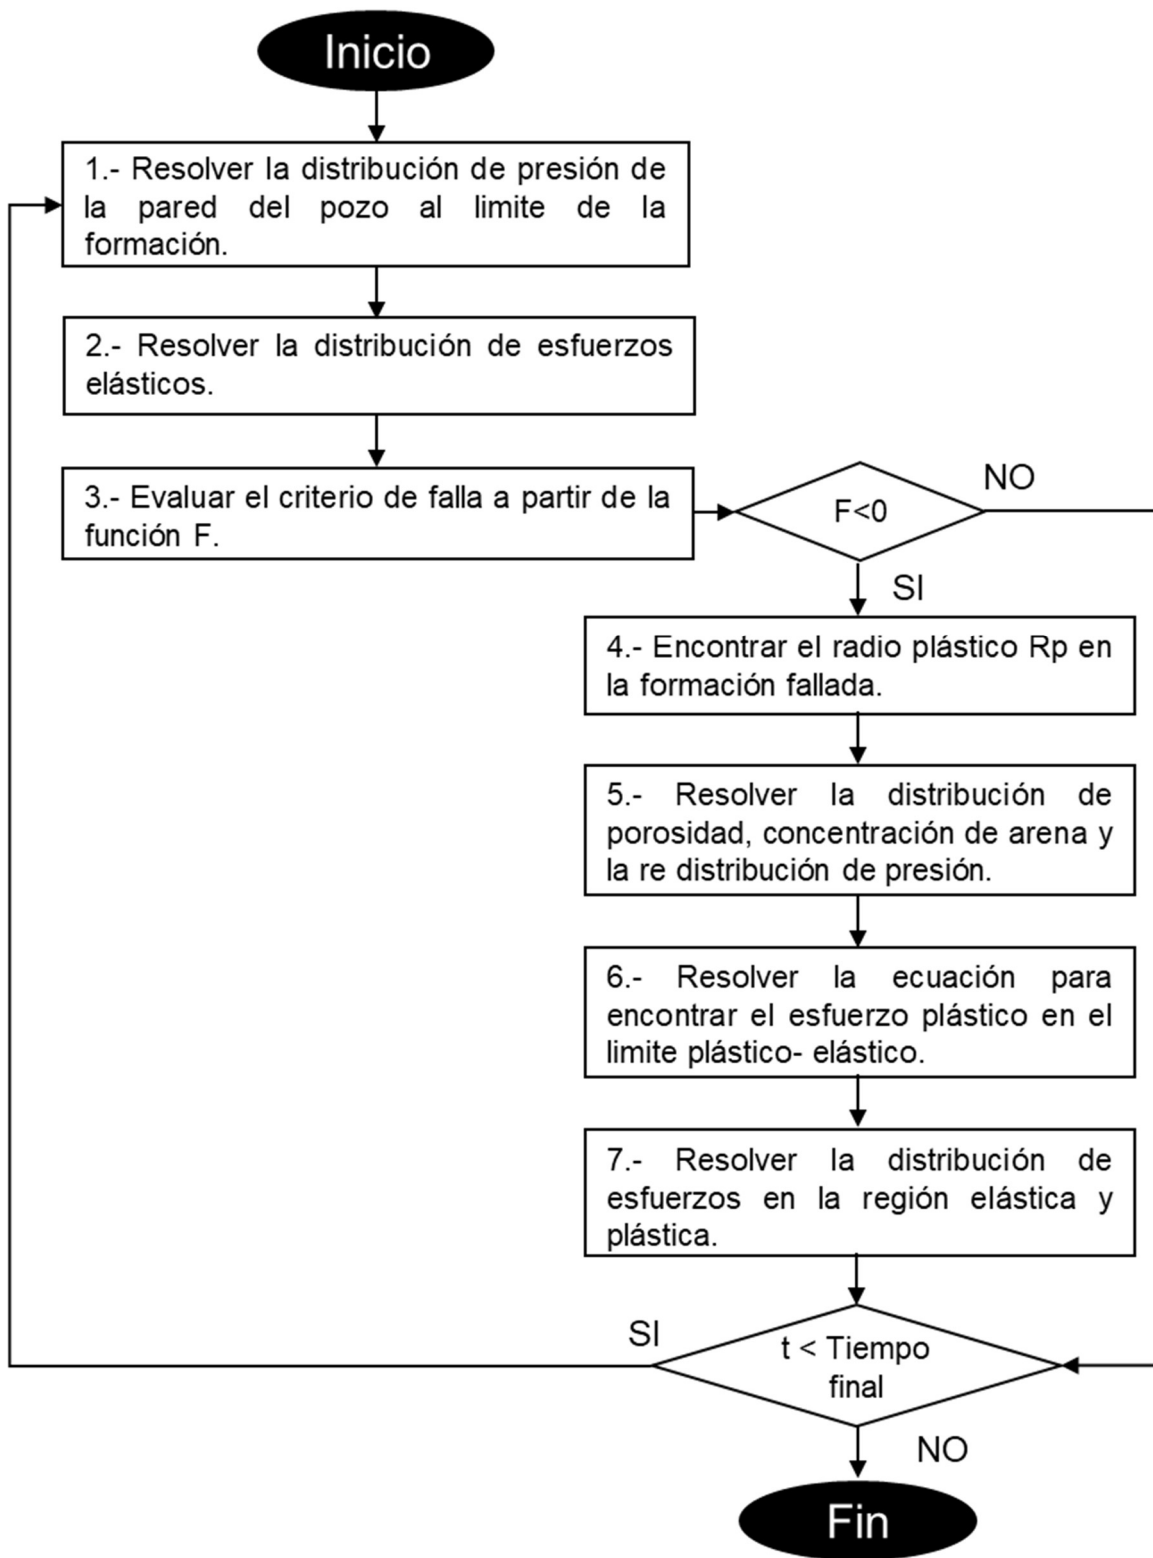 Inicio
1.- Resolver la distribución de presión de
la pared del pozo al limite de la
formación.
2.- Resolver la distribución de esfuerzos
elásticos.
3.- Evaluar el criterio de falla a partir de la
función F.
F<0
NO
SI
4.- Encontrar el radio plástico Rp en
la formación fallada.
5.- Resolver la distribución de
porosidad, concentración de arena y
la re distribución de presión.
6.- Resolver la ecuación para
encontrar el esfuerzo plástico en el
limite plástico- elástico.
7.- Resolver la distribución de
esfuerzos en la región elástica y
plástica.
SI
t < Tiempo
final
NO
Fin